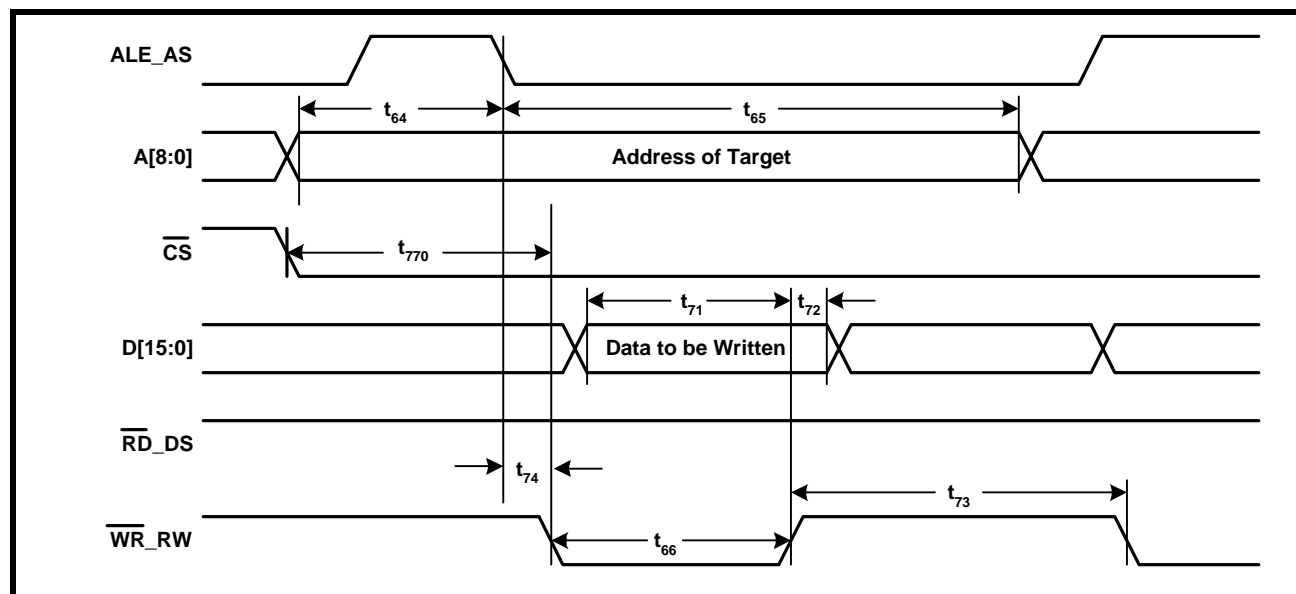 ALE_AS
t64
t65
A[8:0]
Address of Target
CS
t770
t71
t72
D[15:0]
Data to be Written
RD_DS
t74
t73
WR_RW
t66